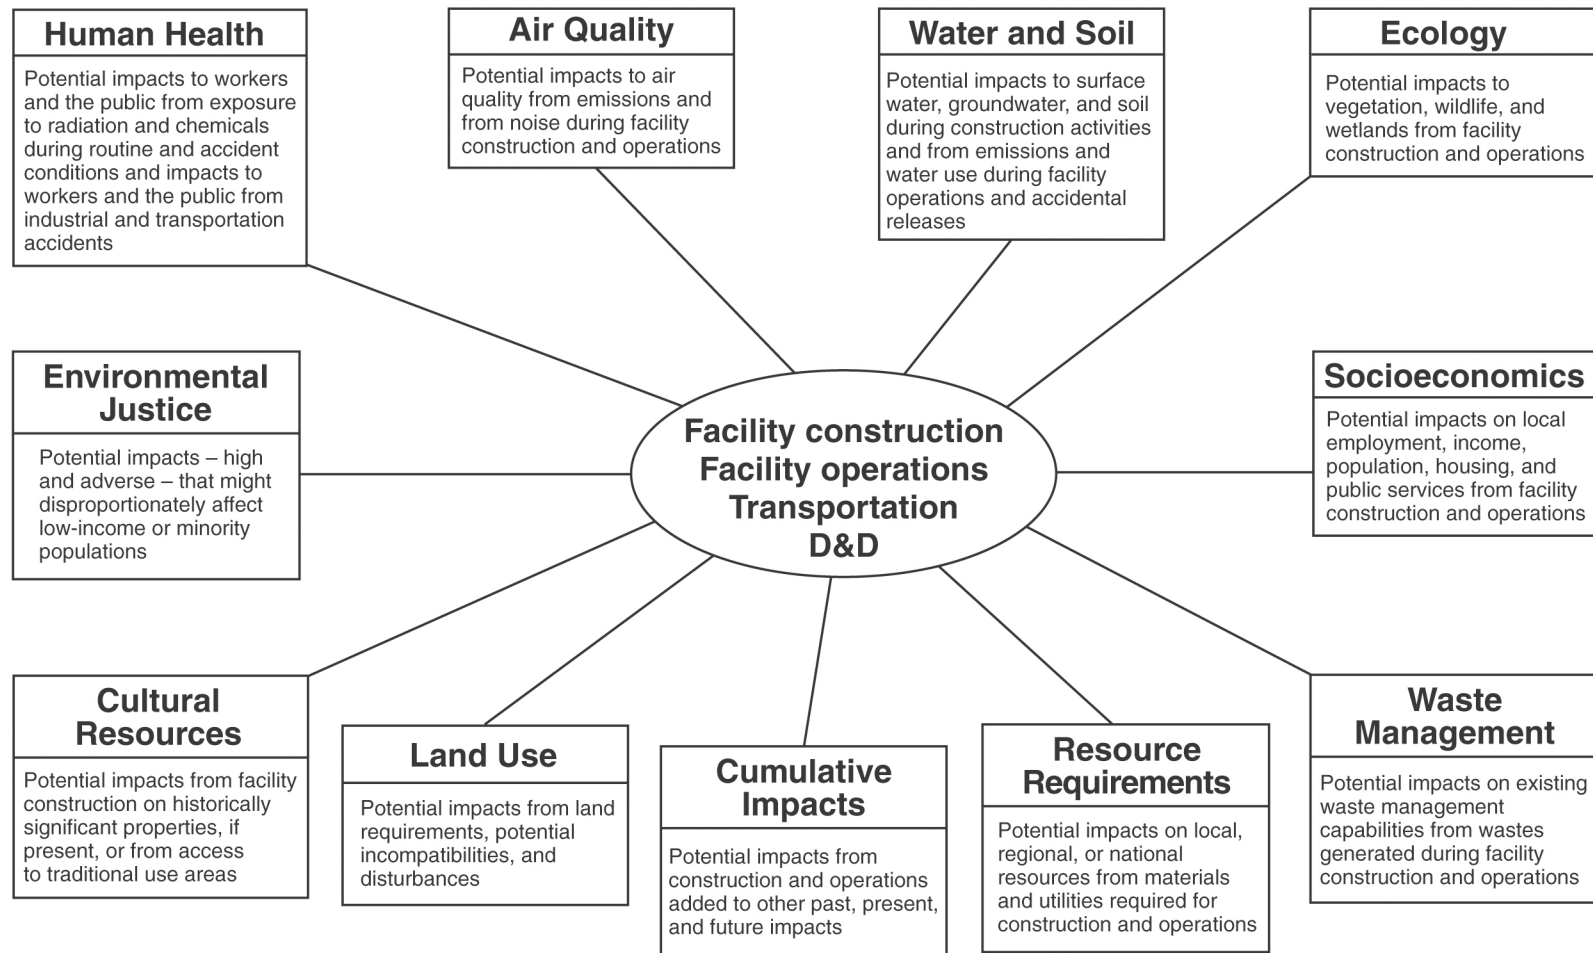 Human Health
Potential impacts to workers
and the public from exposure
to radiation and chemicals
during routine and accident
conditions and impacts to
workers and the public from
industrial and transportation
accidents
Air Quality
Potential impacts to air
quality from emissions and
from noise during facility
construction and operations
Water and Soil
Potential impacts to surface
water, groundwater, and soil
during construction activities
and from emissions and
water use during facility
operations and accidental
releases
Ecology
Potential impacts to
vegetation, wildlife, and
wetlands from facility
construction and operations
Environmental
Justice
Potential impacts – high
and adverse – that might
disproportionately affect
low-income or minority
populations
Facility construction
Facility operations
Transportation
D&D
Socioeconomics
Potential impacts on local
employment, income,
population, housing, and
public services from facility
construction and operations
Cultural
Resources
Potential impacts from facility
construction on historically
significant properties, if
present, or from access
to traditional use areas
Land Use
Potential impacts from land
requirements, potential
incompatibilities, and
disturbances
Cumulative
Impacts
Potential impacts from
construction and operations
added to other past, present,
and future impacts
Resource
Requirements
Potential impacts on local,
regional, or national
resources from materials
and utilities required for
construction and operations
Waste
Management
Potential impacts on existing
waste management
capabilities from wastes
generated during facility
construction and operations